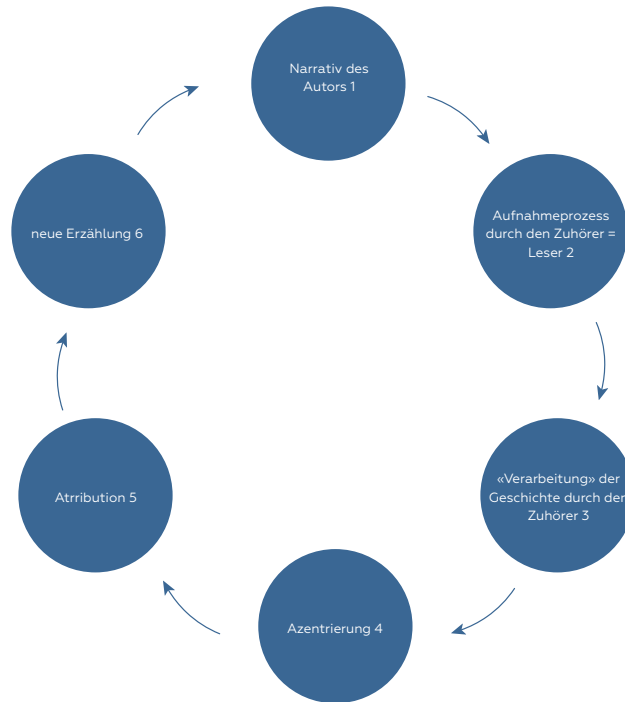 Narrativ des
Autors 1
Aufnahmeprozess
durch den Zuhörer =
Leser 2
«Verarbeitung» der
Geschichte durch den
Zuhörer 3
Azentrierung 4
Atrribution 5
neue Erzählung 6